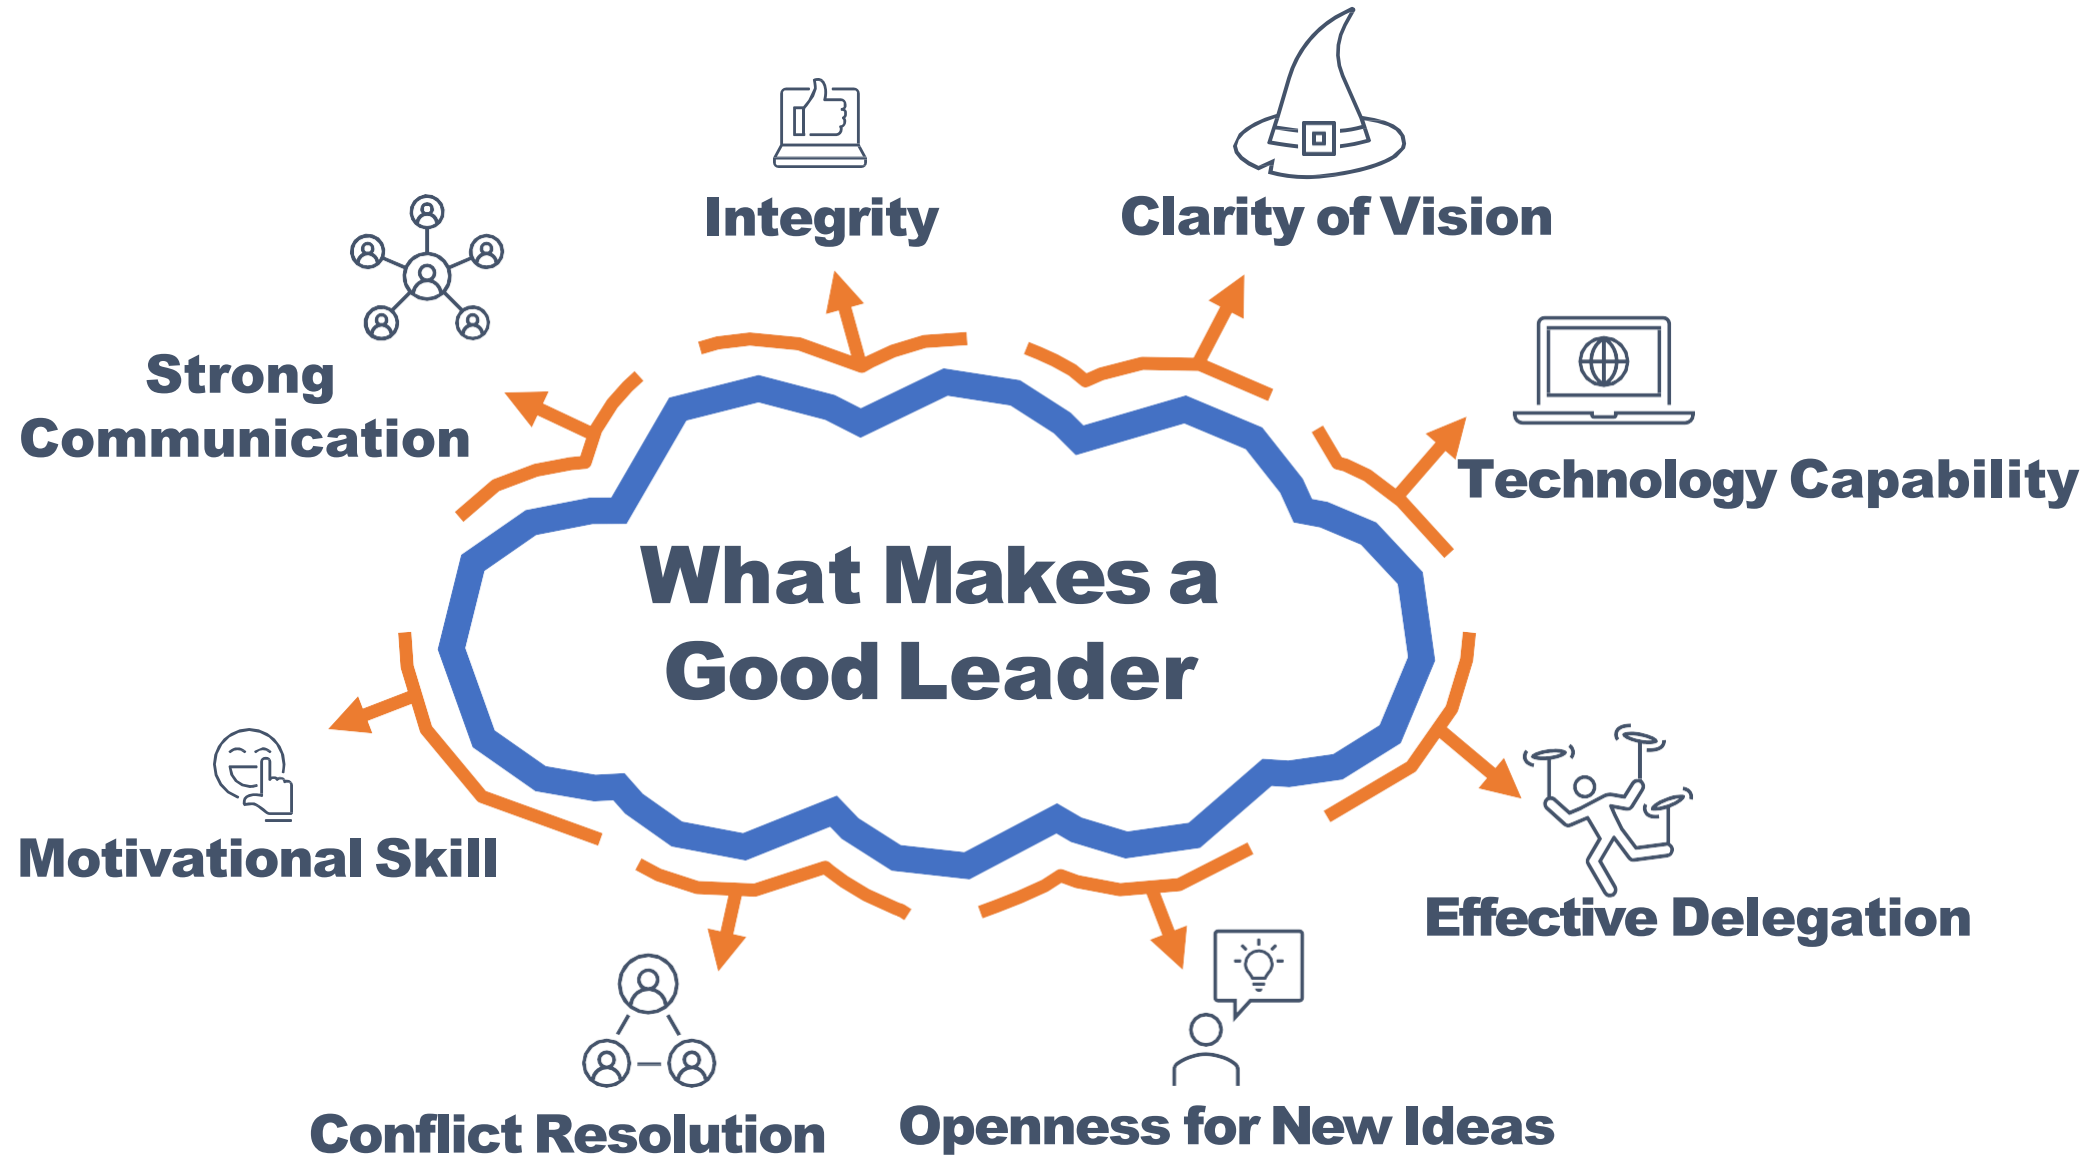 Integrity
Clarity of Vision
Strong
Communication
Technology Capability
What Makes a
Good Leader
Motivational Skill
Effective Delegation
Conflict Resolution
Openness for New Ideas